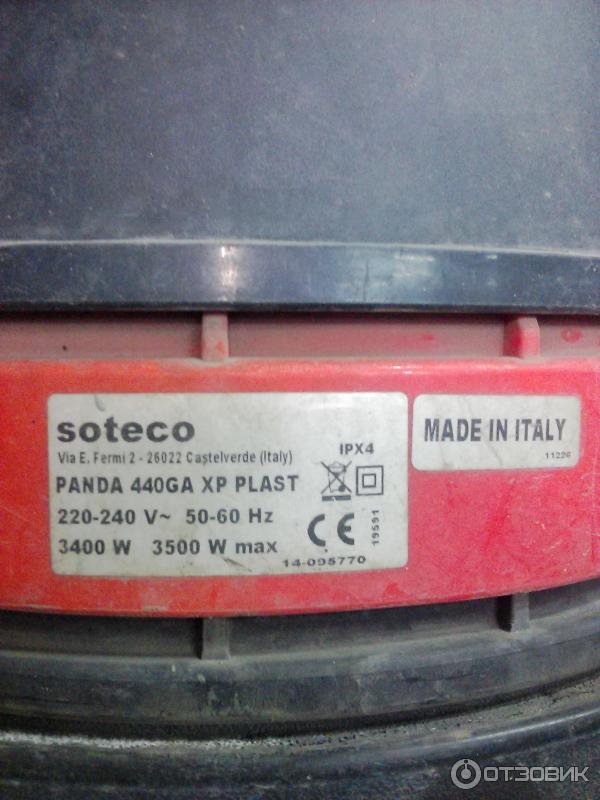 soteco
Via E. Fermi 2 - 26022 Castelverde (Italy)
IPX4
PANDA 440GA XP PLAST
220-240 V~ 50-60 Hz
3400 W 3500 W max
CE
19591
14-095770
MADE IN ITALY
11226
ОТЗОВИК